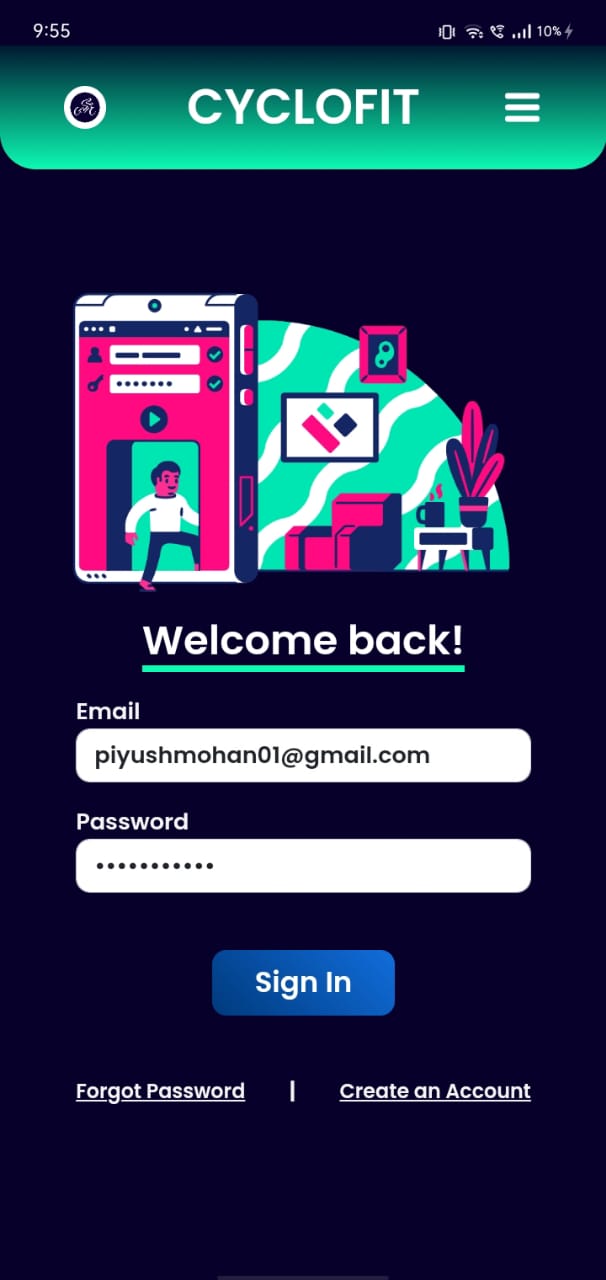 9:55
10%
CYCLOFIT
Welcome back!
Email
piyushmohan01@gmail.com
Password
•••••••••••
Sign In
Forgot Password | Create an Account